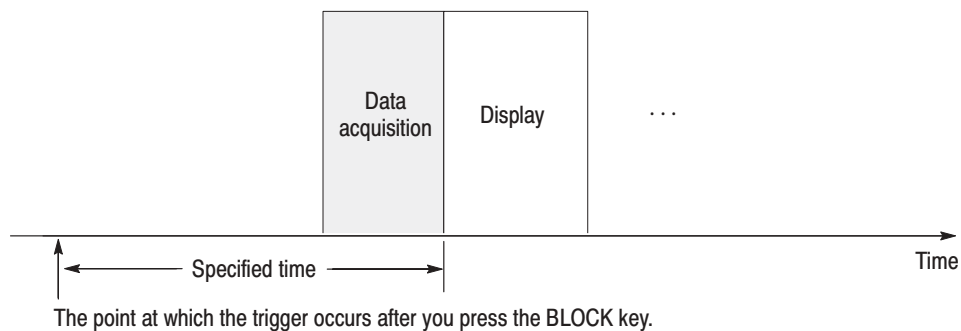 Data
acquisition
Display
...
Specified time
Time
The point at which the trigger occurs after you press the BLOCK key.